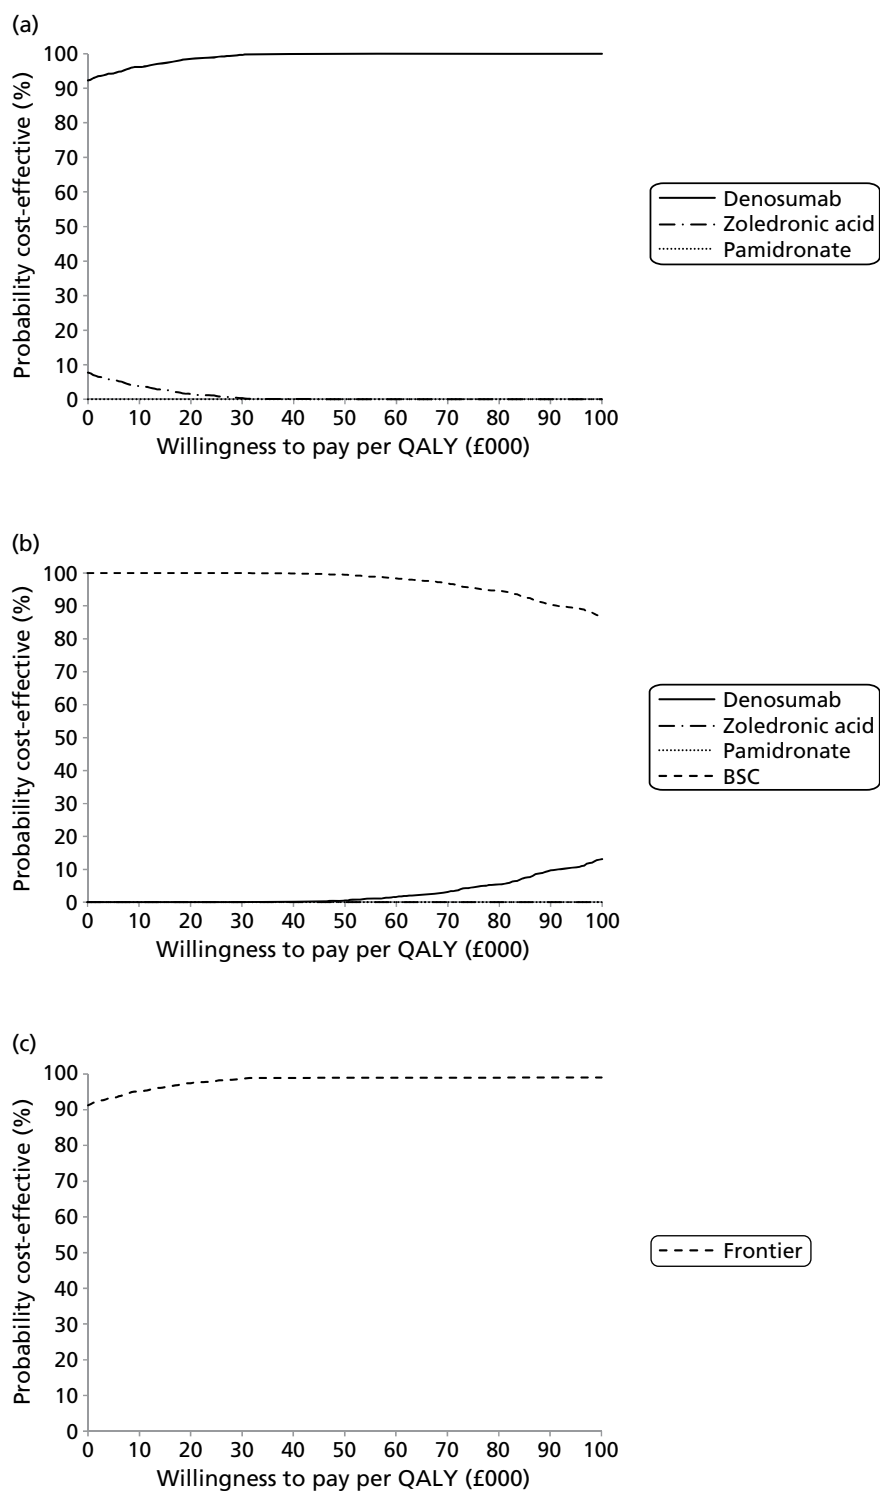 (a)
100
90
80
70
60
50
40
30
20
10
0
Probability cost-effective (%)
0 10 20 30 40 50 60 70 80 90 100
Willingness to pay per QALY (£000)
Denosumab
Zoledronic acid
Pamidronate
(b)
100
90
80
70
60
50
40
30
20
10
0
Probability cost-effective (%)
0 10 20 30 40 50 60 70 80 90 100
Willingness to pay per QALY (£000)
Denosumab
Zoledronic acid
Pamidronate
BSC
(c)
100
90
80
70
60
50
40
30
20
10
0
Probability cost-effective (%)
0 10 20 30 40 50 60 70 80 90 100
Willingness to pay per QALY (£000)
Frontier